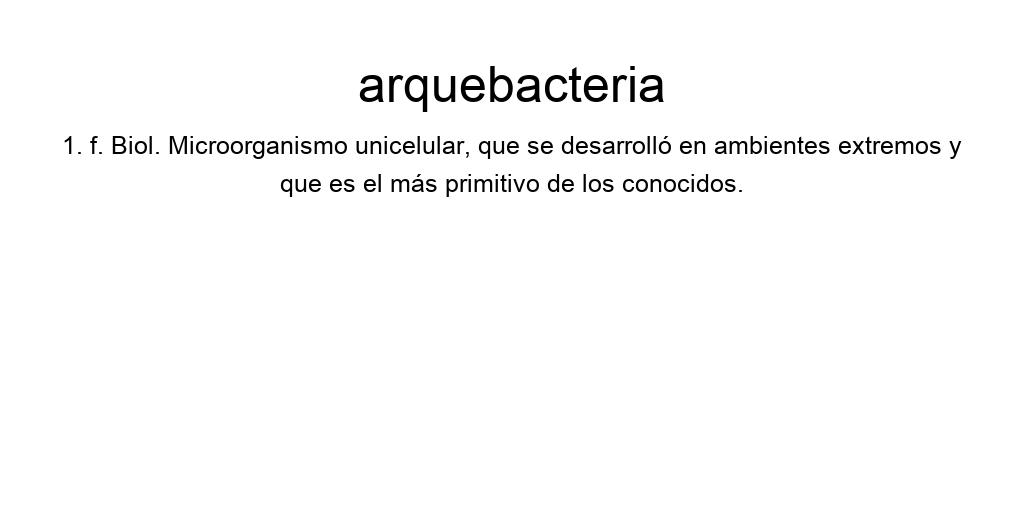 arquebacteria
1. f. Biol. Microorganismo unicelular, que se desarrolló en ambientes extremos y
que es el más primitivo de los conocidos.